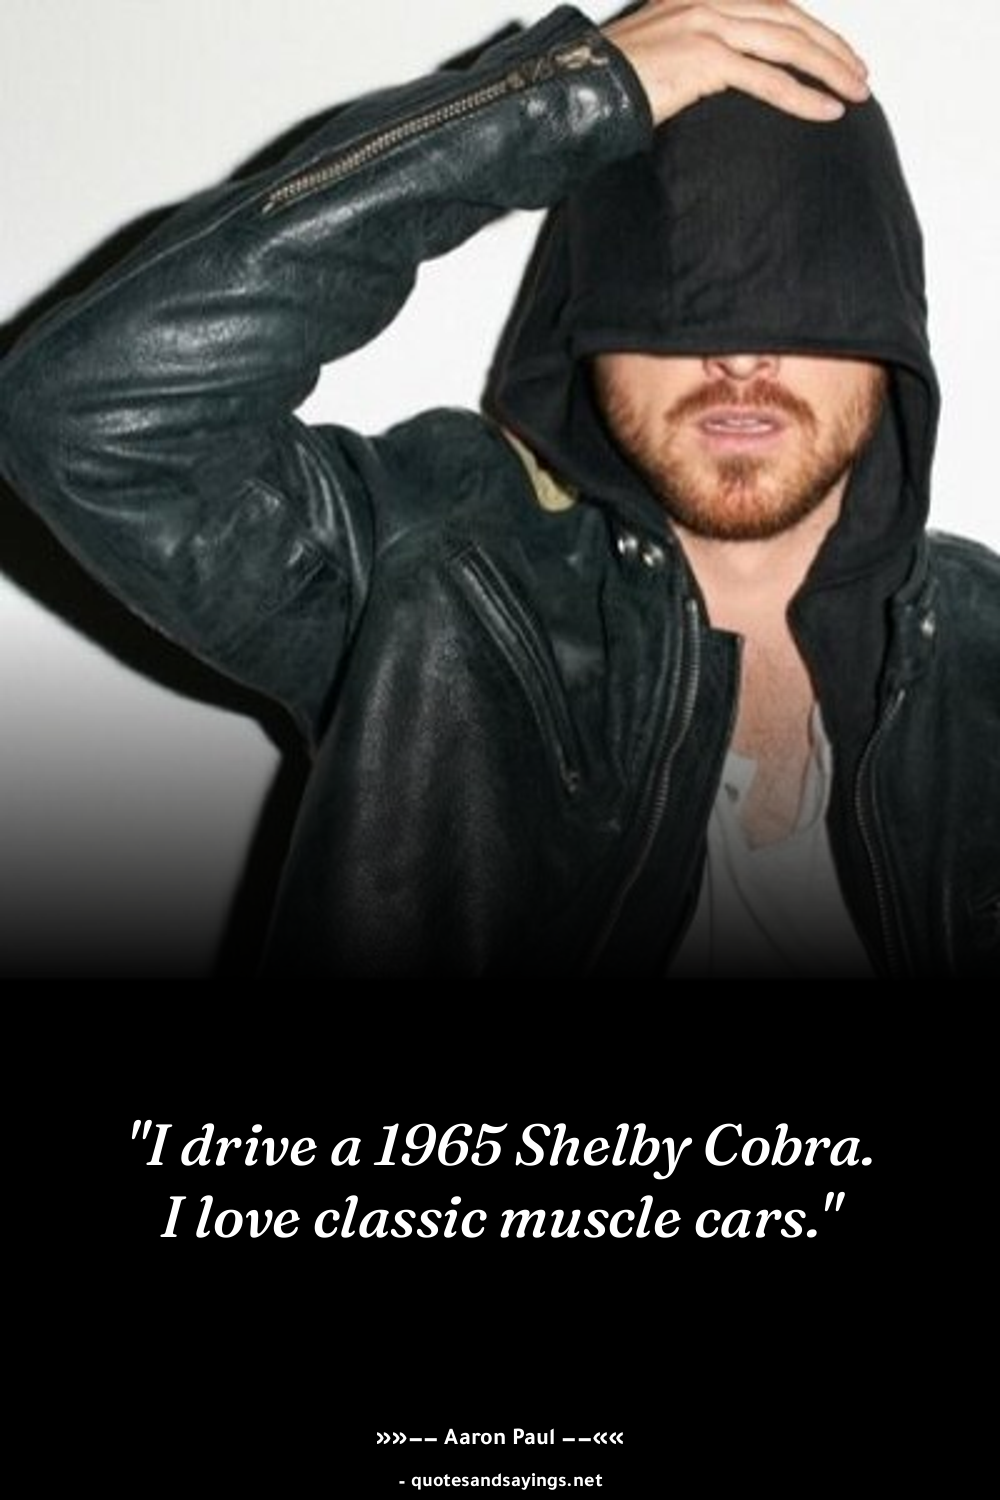 "I drive a 1965 Shelby Cobra.
I love classic muscle cars."
»»−− Aaron Paul −−««
- quotesandsayings.net